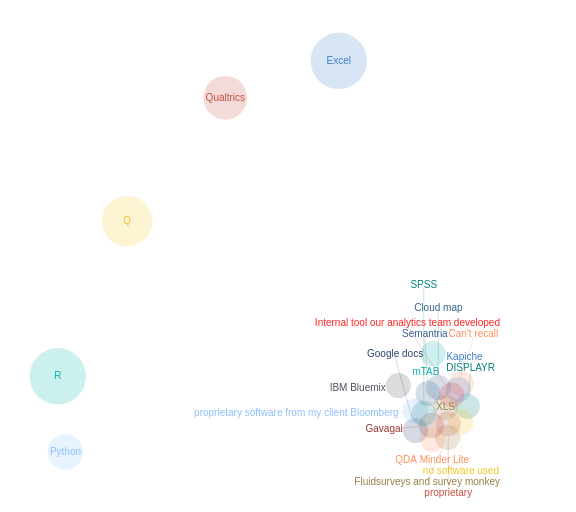 Excel
Qualtrics
Q
SPSS
Cloud map
Internal tool our analytics team developed
Semantria
Can't recall
Google docs
Kapiche
DISPLAYR
mTAB
R
IBM Bluemix
XLS
proprietary software from my client Bloomberg
Gavagai
Python
QDA Minder Lite
no software used
Fluidsurveys and survey monkey
proprietary